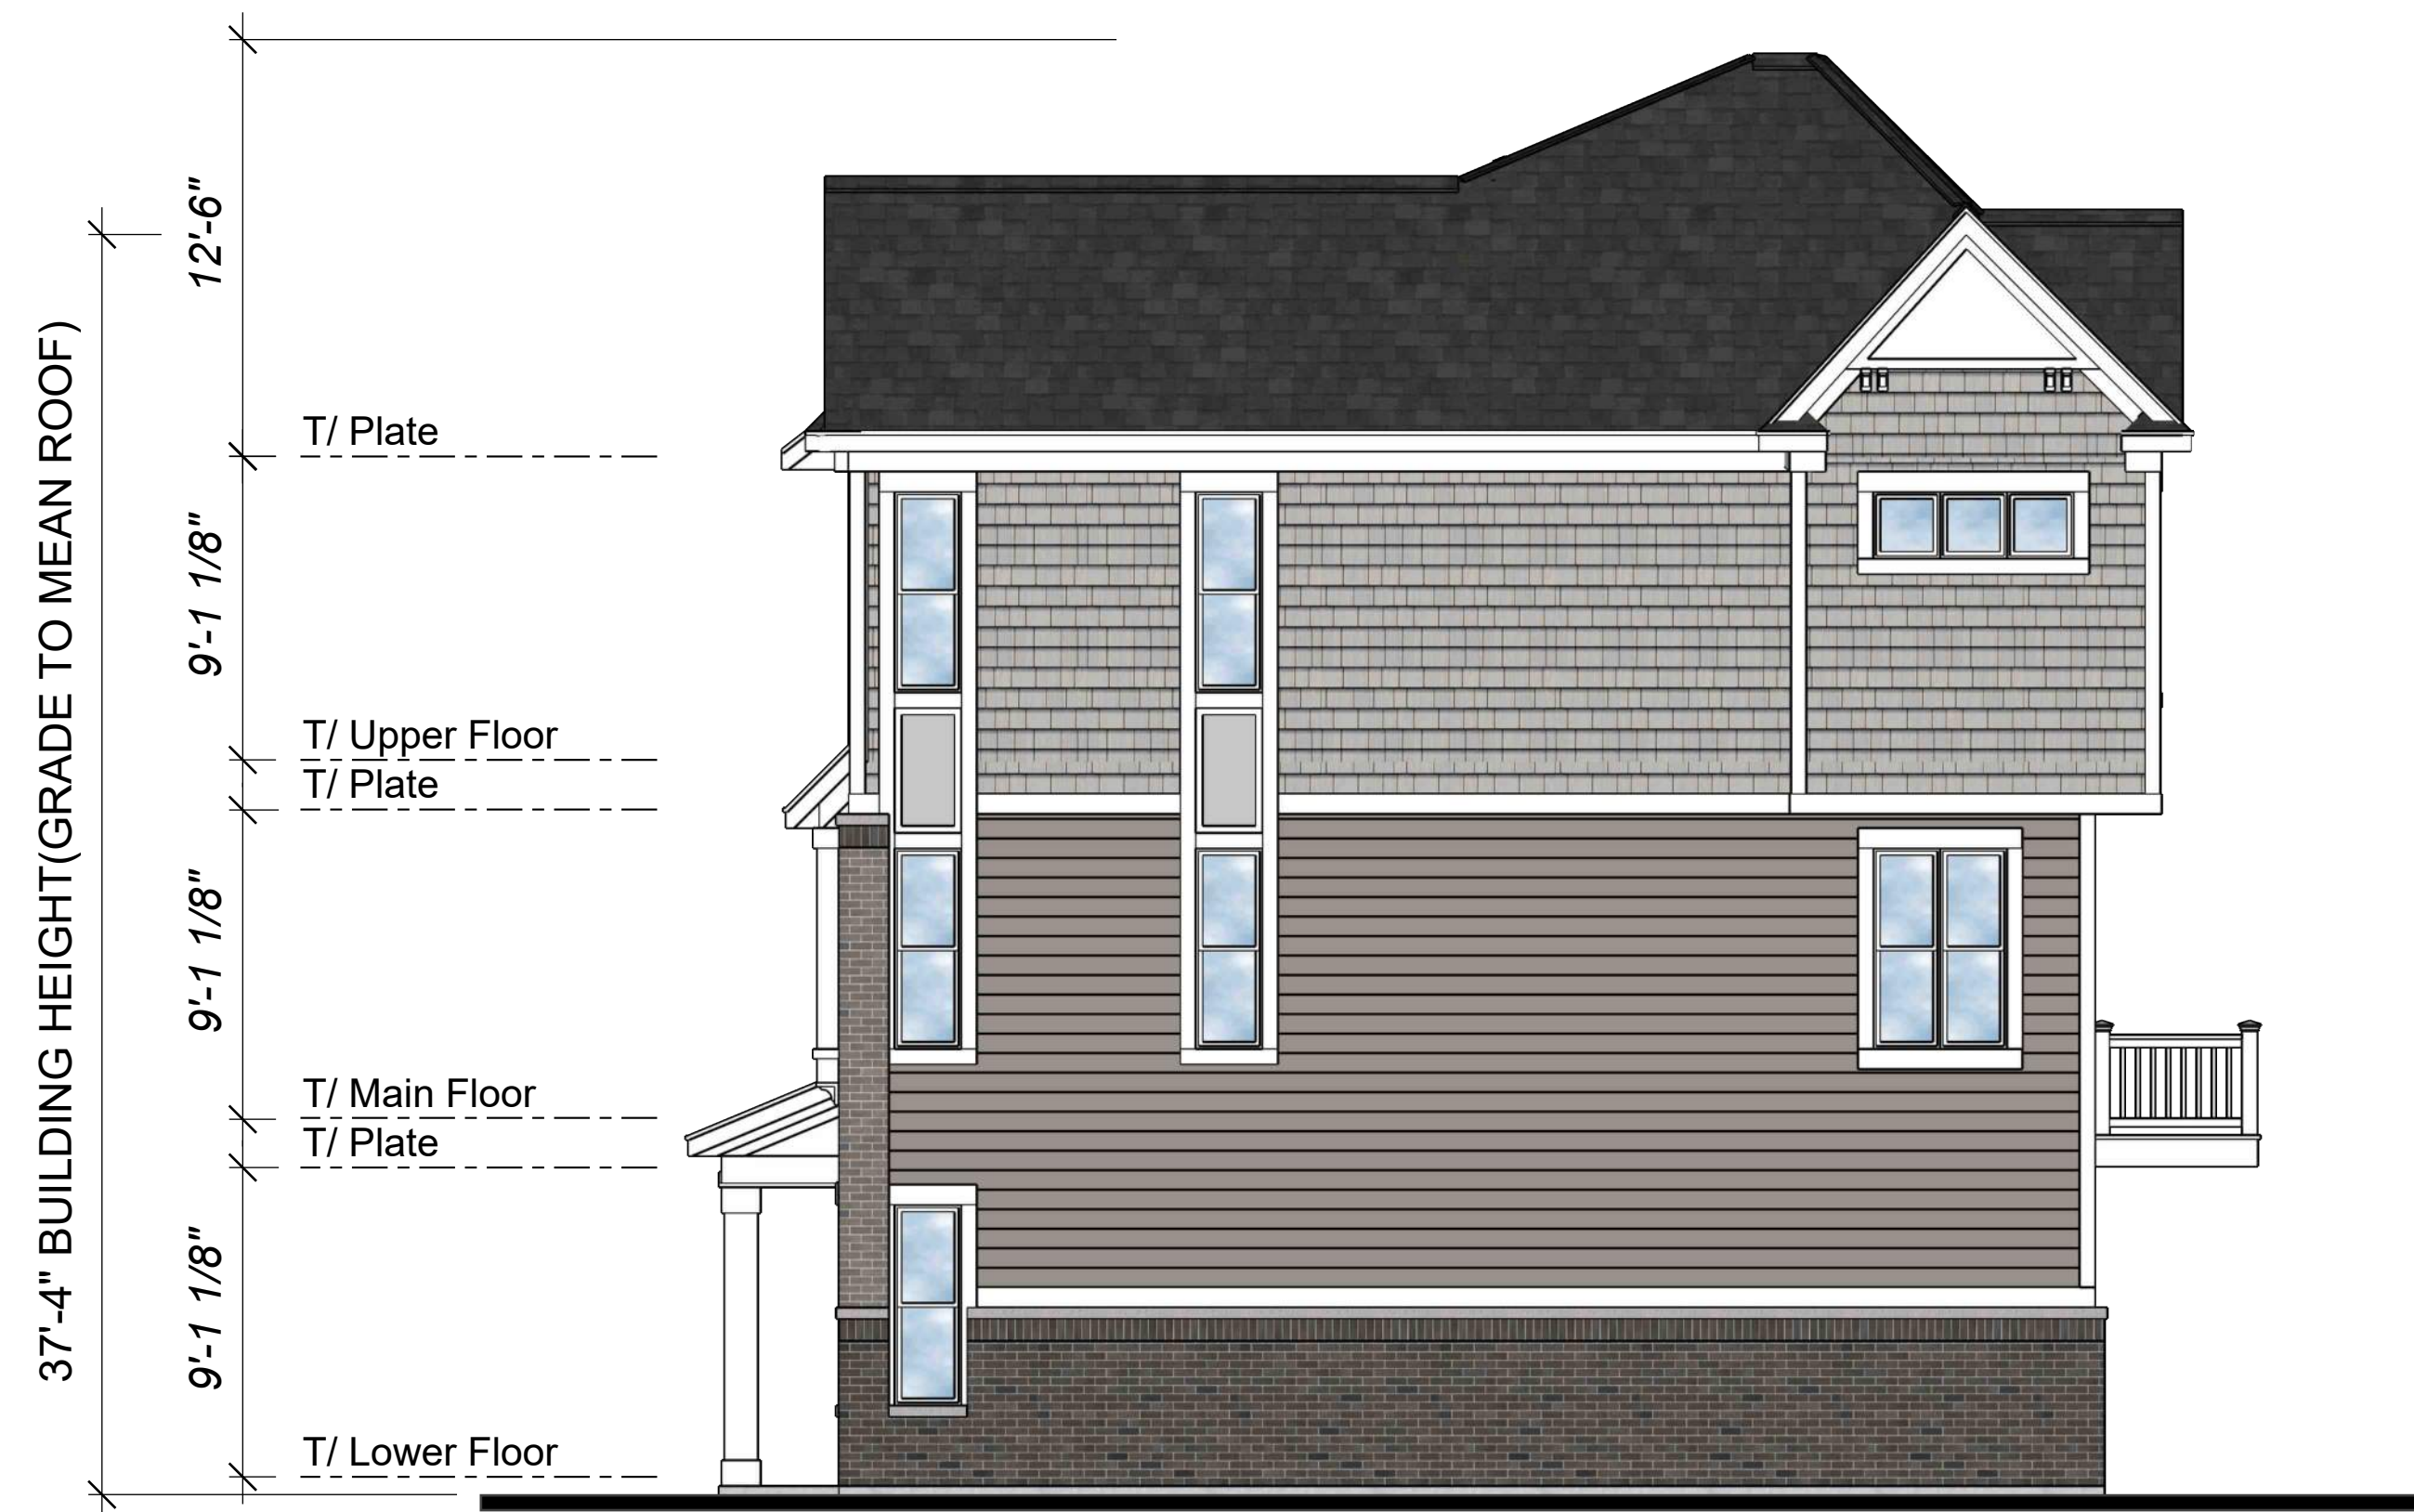 37'-4" BUILDING HEIGHT(GRADE TO MEAN ROOF)
12'-6"
T/ Plate
9'-1 1/8"
T/ Upper Floor
T/ Plate
9'-1 1/8"
T/ Main Floor
T/ Plate
9'-1 1/8"
T/ Lower Floor